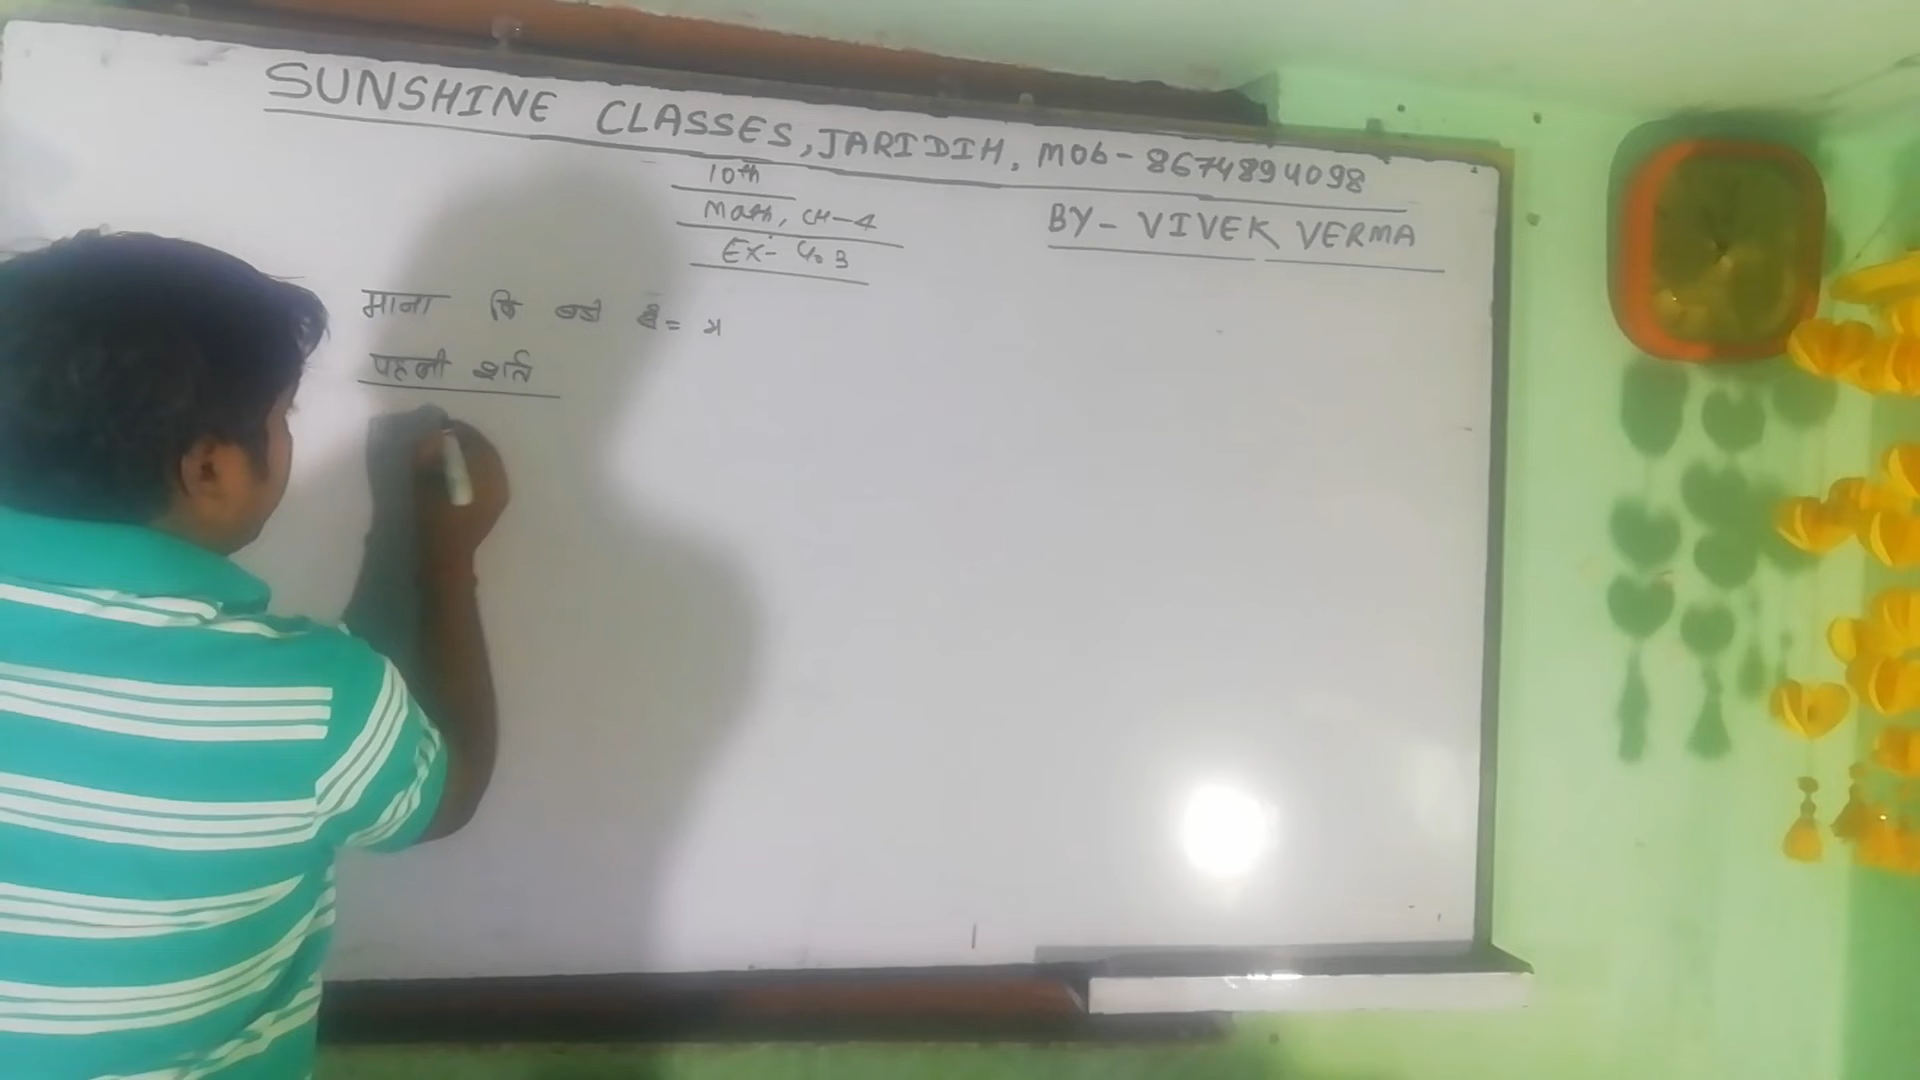 SUNSHINE CLASSES, JARIDIH, MOB- 8674894098
10th
Math, CH-4
Ex:- 4.3
BY- VIVEK VERMA
माना कि बड़ी = x
पहली शर्त